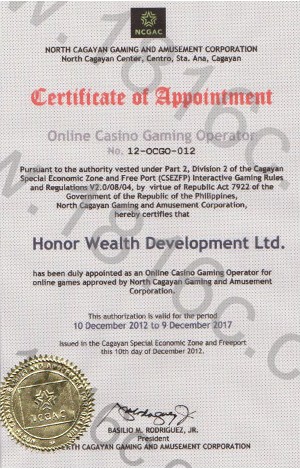 NCGAC
NORTH CAGAYAN GAMING AND AMUSEMENT CORPORATION
North Cagayan Center, Centro, Sta. Ana, Cagayan
Certificate of Appointment
Online Casino Gaming Operator
No. 12-OCGO-012
Pursuant to the authority vested under Part 2, Division 2 of the Cagayan
Special Economic Zone and Free Port (CSEZFP) Interactive Gaming Rules
and Regulations V2.0/08/04, by virtue of Republic Act 7922 of the
Government of the Republic of the Philippines,
North Cagayan Gaming and Amusement Corporation,
hereby certifies that
Honor Wealth Development Ltd.
has been duly appointed as an Online Casino Gaming Operator for
online games approved by North Cagayan Gaming and Amusement
Corporation.
This authorization is valid for the period
10 December 2012 to 9 December 2017
Issued in the Cagayan Special Economic Zone and Freeport
this 10th day of December 2012.
NCGAC
BASILIO M. RODRIGUEZ, JR.
President
NORTH CAGAYAN GAMING AND AMUSEMENT CORPORATION